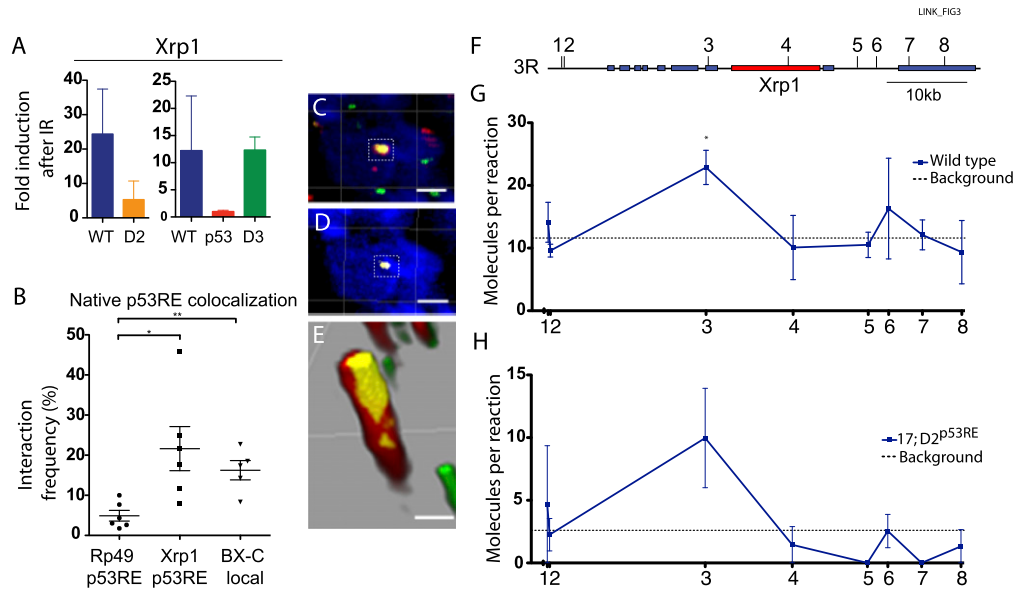 LINK_FIG3
A
Xrp1
Fold induction
after IR
40
30
20
10
0
WT D2
25
20
15
10
5
0
WT p53 D3
B
Native p53RE colocalization
**
*
Interaction
frequency (%)
50
40
30
20
10
0
Rp49
p53RE
Xrp1
p53RE
BX-C
local
C
D
E
F
12 3 4 5 6 7 8
3R
Xrp1
10kb
G
Molecules per reaction
30
20
10
0
*
Wild type
Background
12 3 4 5 6 7 8
H
Molecules per reaction
15
10
5
0
17; D2p53RE
Background
12 3 4 5 6 7 8